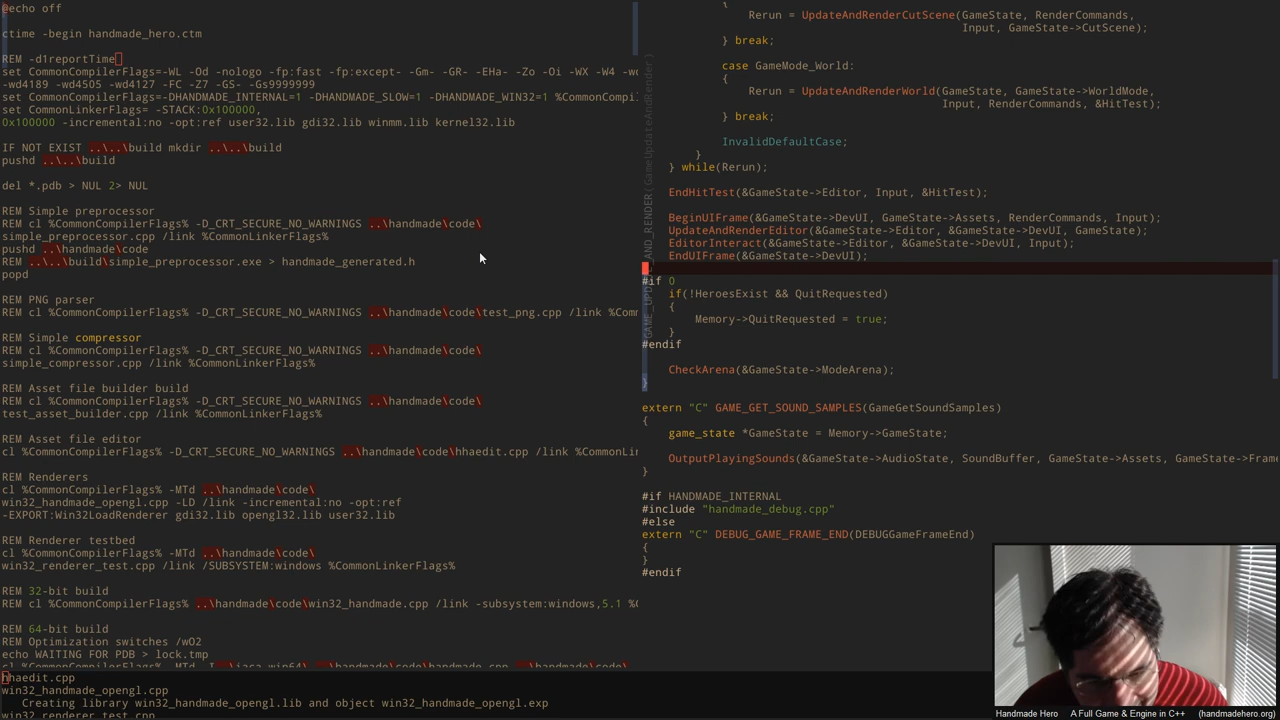 @echo off
ctime -begin handmade_hero.ctm
REM -d1reportTime
set CommonCompilerFlags=-WL -Od -nologo -fp:fast -fp:except- -Gm- -GR- -EHa- -Zo -Oi -WX -W4 -wd
-wd4189 -wd4505 -wd4127 -FC -Z7 -GS- -Gs9999999
set CommonCompilerFlags=-DHANDMADE_INTERNAL=1 -DHANDMADE_SLOW=1 -DHANDMADE_WIN32=1 %CommonCompi
set CommonLinkerFlags= -STACK:0x100000,
0x100000 -incremental:no -opt:ref user32.lib gdi32.lib winmm.lib kernel32.lib
IF NOT EXIST ..\..\build mkdir ..\..\build
pushd ..\..\build
del *.pdb > NUL 2> NUL
REM Simple preprocessor
REM cl %CommonCompilerFlags% -D_CRT_SECURE_NO_WARNINGS ..\handmade\code\
simple_preprocessor.cpp /link %CommonLinkerFlags%
pushd ..\handmade\code
REM ..\..\build\simple_preprocessor.exe > handmade_generated.h
popd
REM PNG parser
REM cl %CommonCompilerFlags% -D_CRT_SECURE_NO_WARNINGS ..\handmade\code\test_png.cpp /link %Com
REM Simple compressor
REM cl %CommonCompilerFlags% -D_CRT_SECURE_NO_WARNINGS ..\handmade\code\
simple_compressor.cpp /link %CommonLinkerFlags%
REM Asset file builder build
REM cl %CommonCompilerFlags% -D_CRT_SECURE_NO_WARNINGS ..\handmade\code\
test_asset_builder.cpp /link %CommonLinkerFlags%
REM Asset file editor
cl %CommonCompilerFlags% -D_CRT_SECURE_NO_WARNINGS ..\handmade\code\hhaedit.cpp /link %CommonLin
REM Renderers
cl %CommonCompilerFlags% -MTd ..\handmade\code\
win32_handmade_opengl.cpp -LD /link -incremental:no -opt:ref
-EXPORT:Win32LoadRenderer gdi32.lib opengl32.lib user32.lib
REM Renderer testbed
cl %CommonCompilerFlags% -MTd ..\handmade\code\
win32_renderer_test.cpp /link /SUBSYSTEM:windows %CommonLinkerFlags%
REM 32-bit build
REM cl %CommonCompilerFlags% ..\handmade\code\win32_handmade.cpp /link -subsystem:windows,5.1 %
REM 64-bit build
REM Optimization switches /wO2
echo WAITING FOR PDB > lock.tmp
cl %CommonCompilerFlags% -MTd -I ..\iaca-win64\ ..\handmade\code\handmade.cpp ..\handmade\code\
hhaedit.cpp
win32_handmade_opengl.cpp
Creating library win32_handmade_opengl.lib and object win32_handmade_opengl.exp
win32_renderer_test.cpp
{
Rerun = UpdateAndRenderCutScene(GameState, RenderCommands,
Input, GameState->CutScene);
} break;
case GameMode_World:
{
Rerun = UpdateAndRenderWorld(GameState, GameState->WorldMode,
Input, RenderCommands, &HitTest);
} break;
InvalidDefaultCase;
}
} while(Rerun);
EndHitTest(&GameState->Editor, Input, &HitTest);
BeginUIFrame(&GameState->DevUI, GameState->Assets, RenderCommands, Input);
UpdateAndRenderEditor(&GameState->Editor, &GameState->DevUI, GameState);
EditorInteract(&GameState->Editor, &GameState->DevUI, Input);
EndUIFrame(&GameState->DevUI);
#if 0
if(!HeroesExist && QuitRequested)
{
Memory->QuitRequested = true;
}
#endif
CheckArena(&GameState->ModeArena);
}
extern "C" GAME_GET_SOUND_SAMPLES(GameGetSoundSamples)
{
game_state *GameState = Memory->GameState;
OutputPlayingSounds(&GameState->AudioState, SoundBuffer, GameState->Assets, GameState->Fram
}
#if HANDMADE_INTERNAL
#include "handmade_debug.cpp"
#else
extern "C" DEBUG_GAME_FRAME_END(DEBUGGameFrameEnd)
{
}
#endif
Handmade Hero A Full Game & Engine in C++ (handmadehero.org)